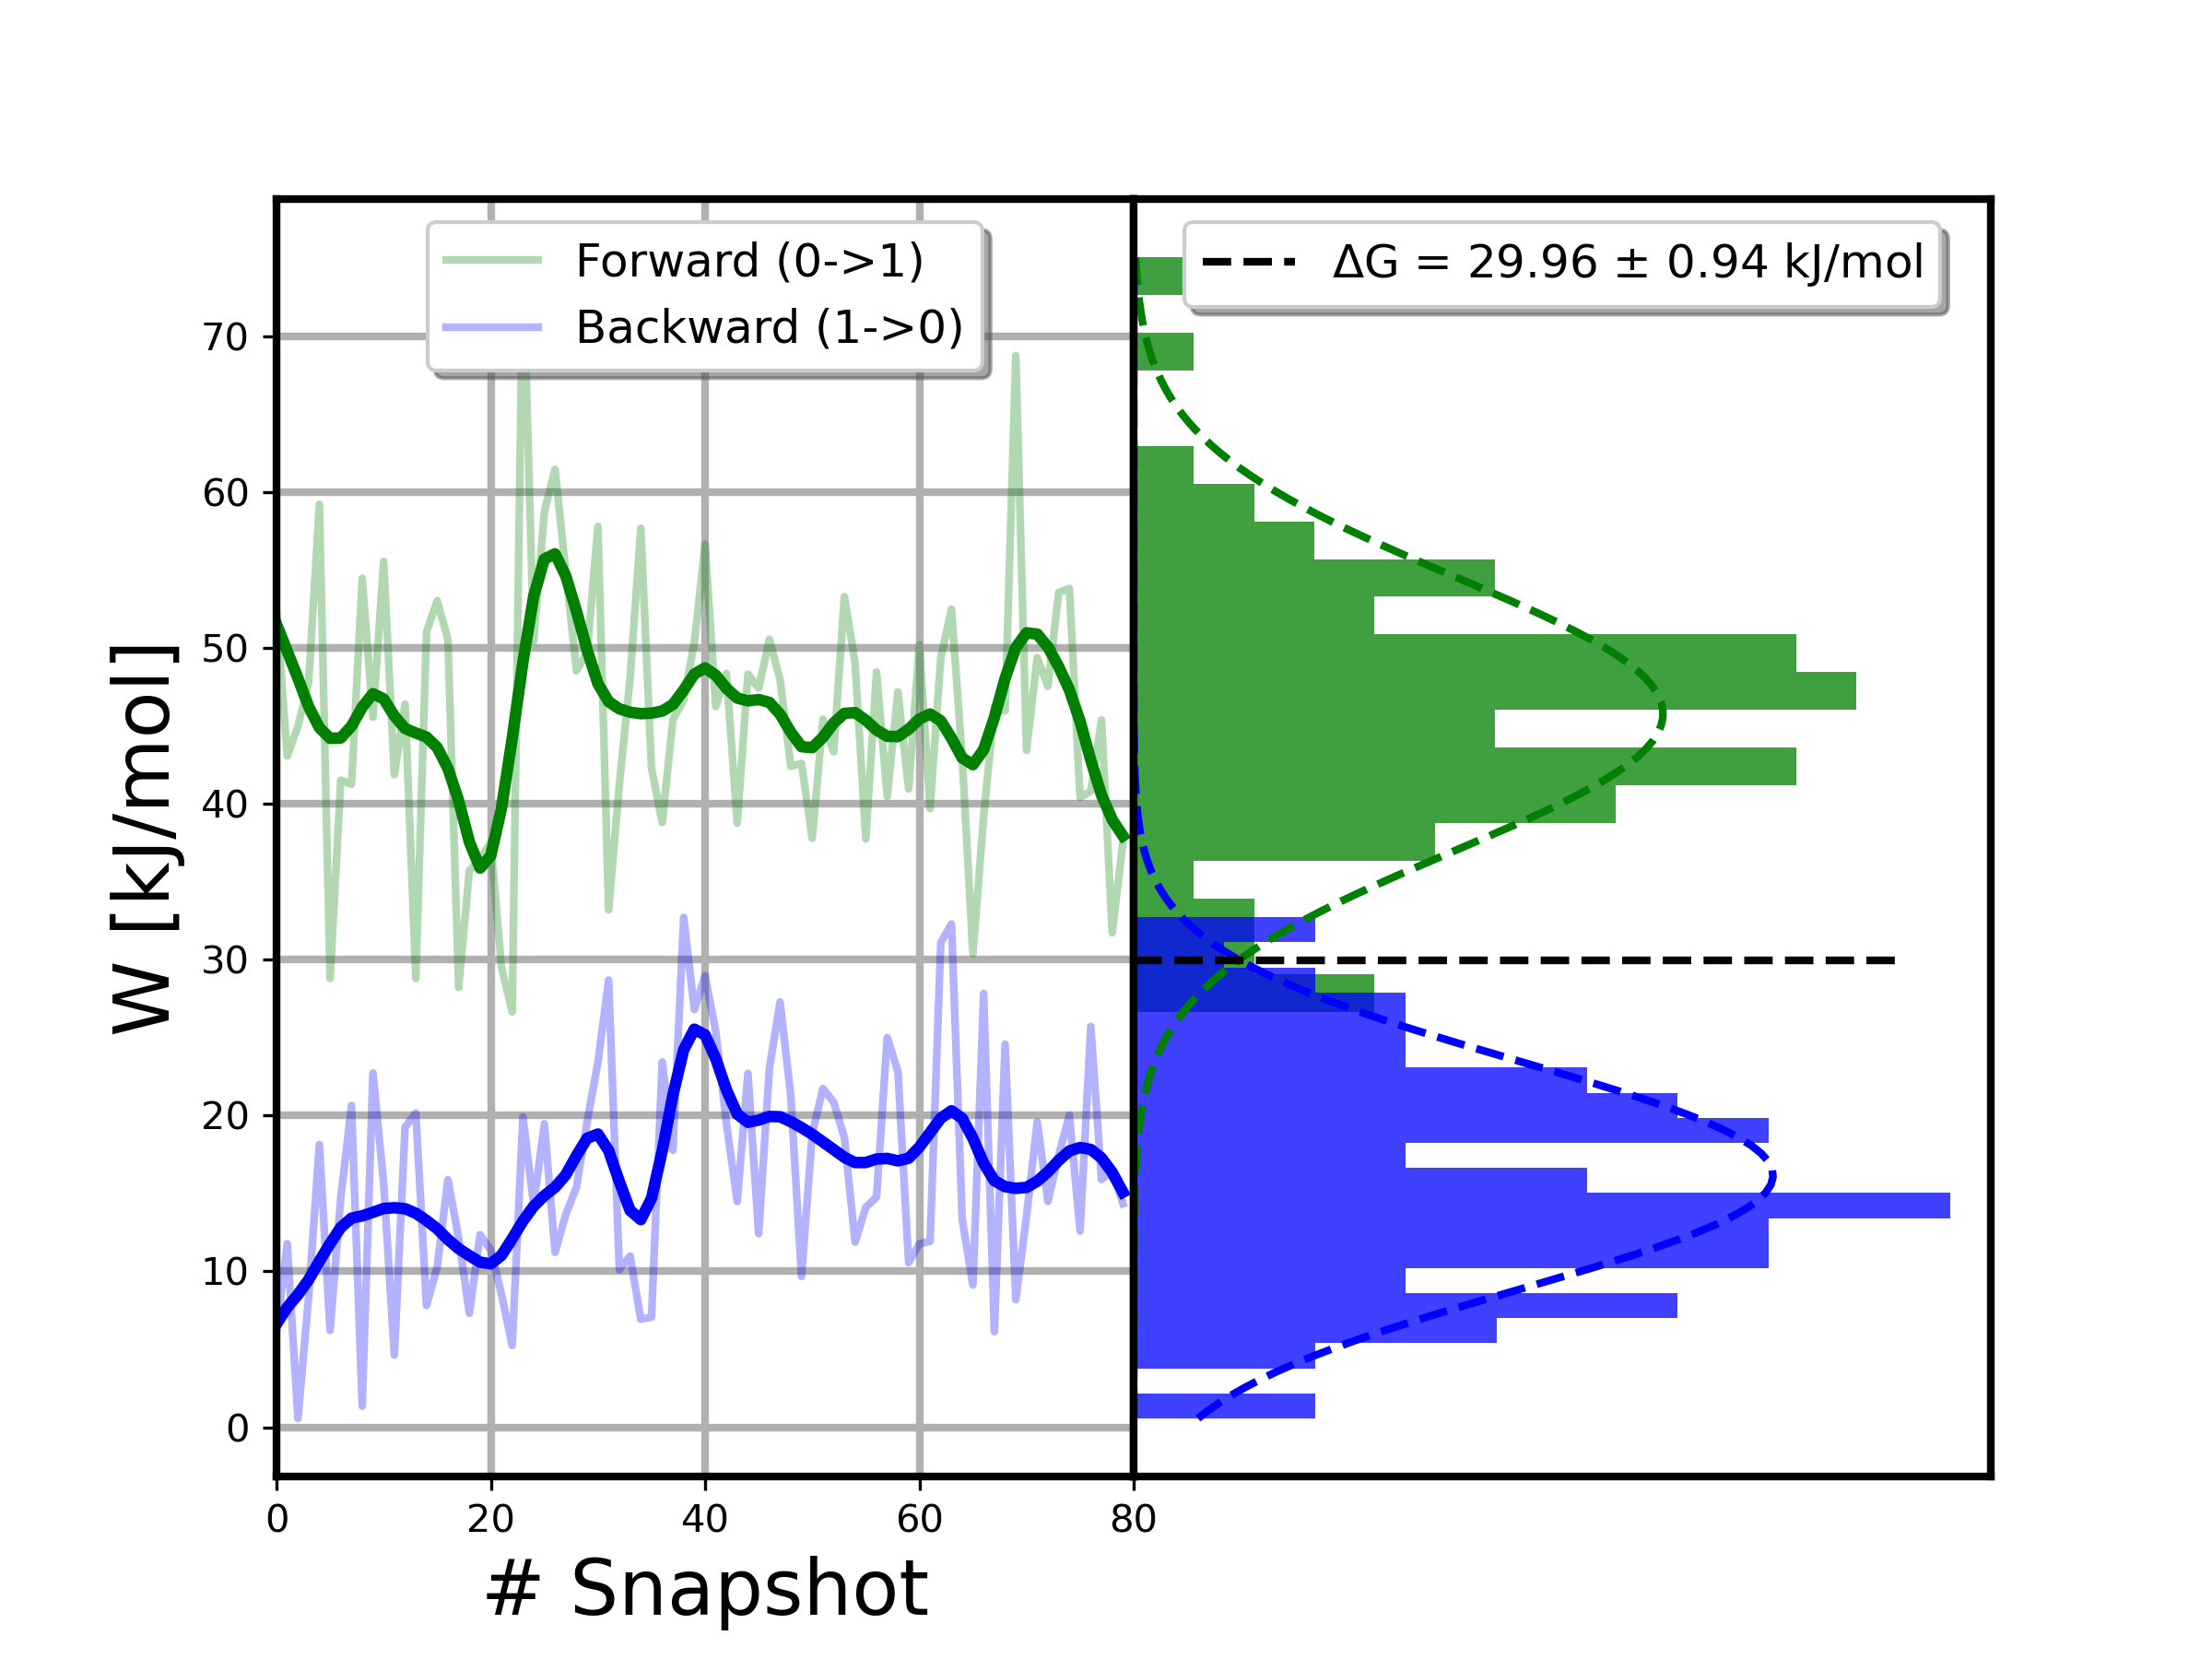 Forward (0->1)
Backward (1->0)
ΔG = 29.96 ± 0.94 kJ/mol
W [kJ/mol]
70
60
50
40
30
20
10
0
0 20 40 60 80
# Snapshot